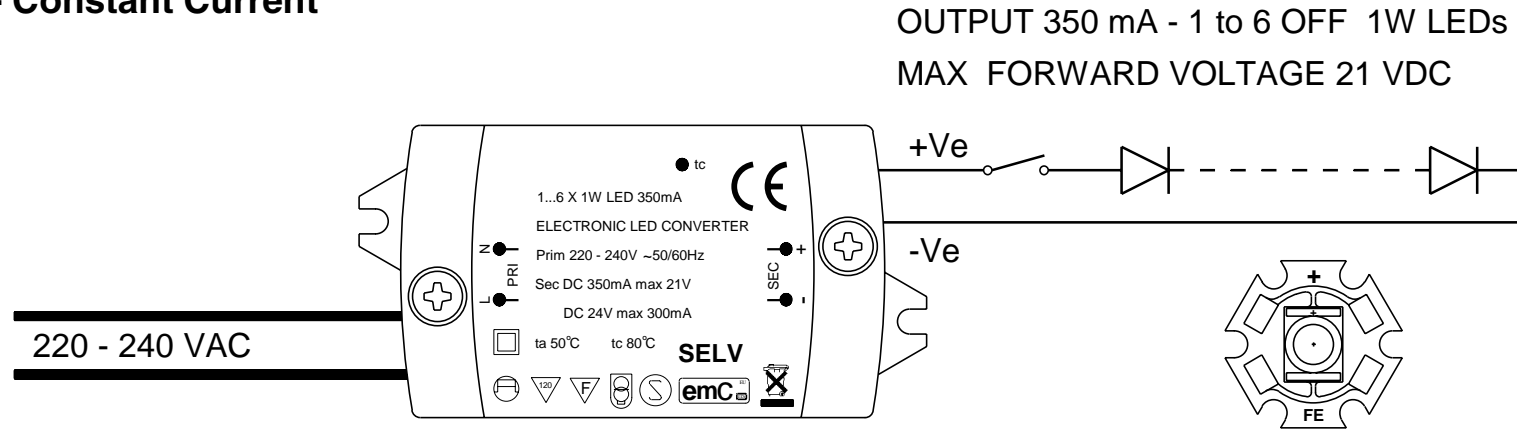 Constant Current
OUTPUT 350 mA - 1 to 6 OFF 1W LEDs
MAX FORWARD VOLTAGE 21 VDC
+Ve
-Ve
tc
CE
1...6 X 1W LED 350mA
ELECTRONIC LED CONVERTER
Prim 220 - 240V ~50/60Hz
Sec DC 350mA max 21V
DC 24V max 300mA
N
PRI
L
+
SEC
-
ta 50°C tc 80°C
SELV
120
F
emC
220 - 240 VAC
+
+
FE